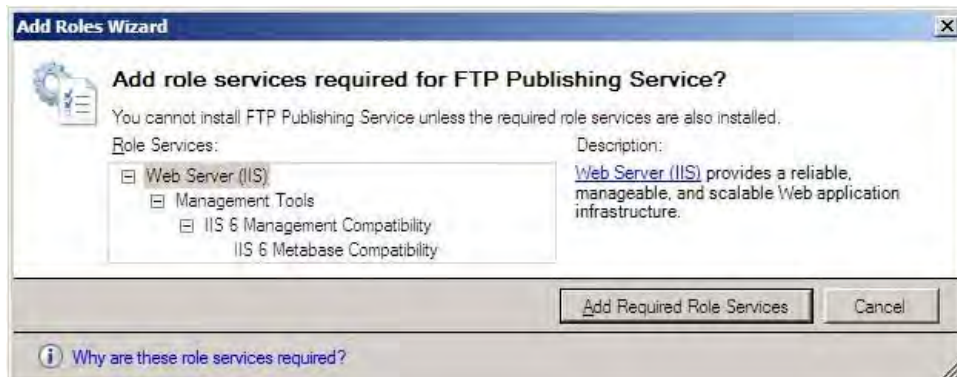 Add Roles Wizard
Add role services required for FTP Publishing Service?
You cannot install FTP Publishing Service unless the required role services are also installed.
Role Services:
Web Server (IIS)
Management Tools
IIS 6 Management Compatibility
IIS 6 Metabase Compatibility
Description:
Web Server (IIS) provides a reliable,
manageable, and scalable Web application
infrastructure.
Add Required Role Services
Cancel
Why are these role services required?